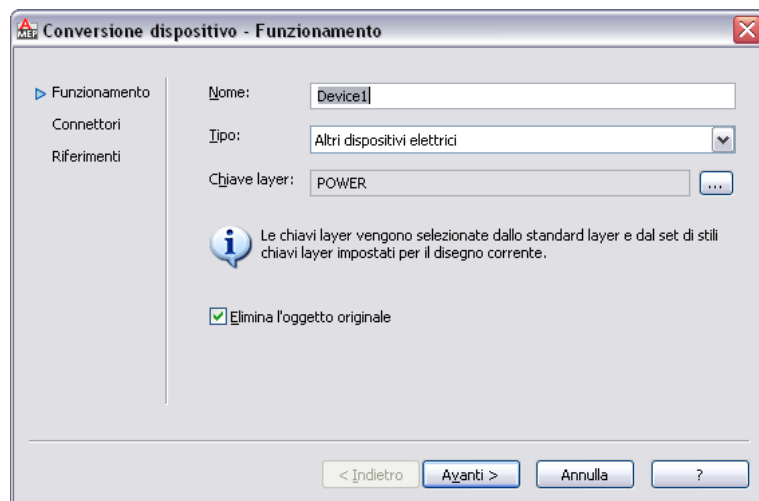 MEP Conversione dispositivo - Funzionamento
Funzionamento
Connettori
Riferimenti
Nome: Device1
Tipo: Altri dispositivi elettrici
Chiave layer: POWER ...
Le chiavi layer vengono selezionate dallo standard layer e dal set di stili
chiavi layer impostati per il disegno corrente.
Elimina l'oggetto originale
< Indietro Avanti > Annulla ?